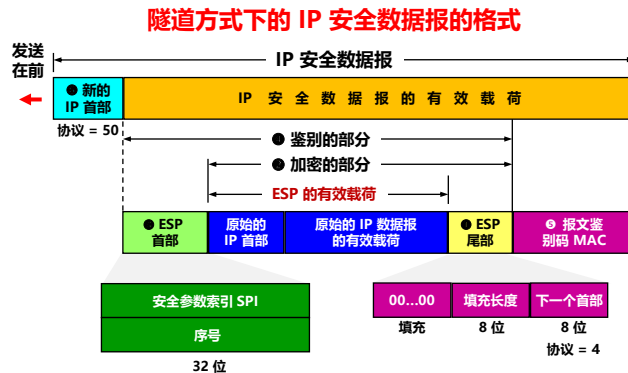 隧道方式下的 IP 安全数据报的格式
发送
在前
IP 安全数据报
❶ 新的
IP 首部
IP 安 全 数 据 报 的 有 效 载 荷
协议 = 50
鉴别的部分
加密的部分
ESP 的有效载荷
ESP
首部
原始的
IP 首部
原始的 IP 数据报
的有效载荷
ESP
尾部
❺ 报文鉴
别码 MAC
安全参数索引 SPI
序号
32 位
00...00
填充长度
下一个首部
填充
8 位
8 位
协议 = 4